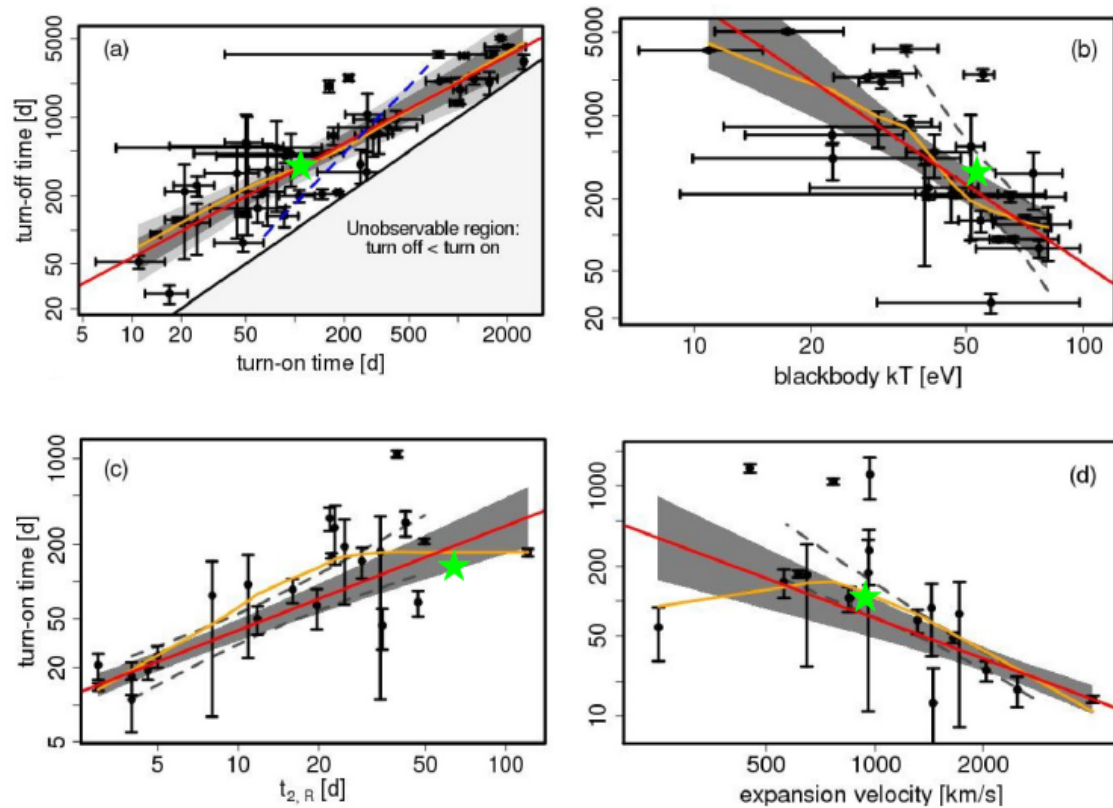 (a)
turn-off time [d]
5000
1000
200
50
20
Unobservable region:
turn off < turn on
5 10 20 50 200 500 2000
turn-on time [d]
(b)
5000
1000
200
50
20
10 20 50 100
blackbody kT [eV]
(c)
turn-on time [d]
1000
200
50
20
5
5 10 20 50 100
t2, R [d]
(d)
1000
200
50
10
500 1000 2000
expansion velocity [km/s]